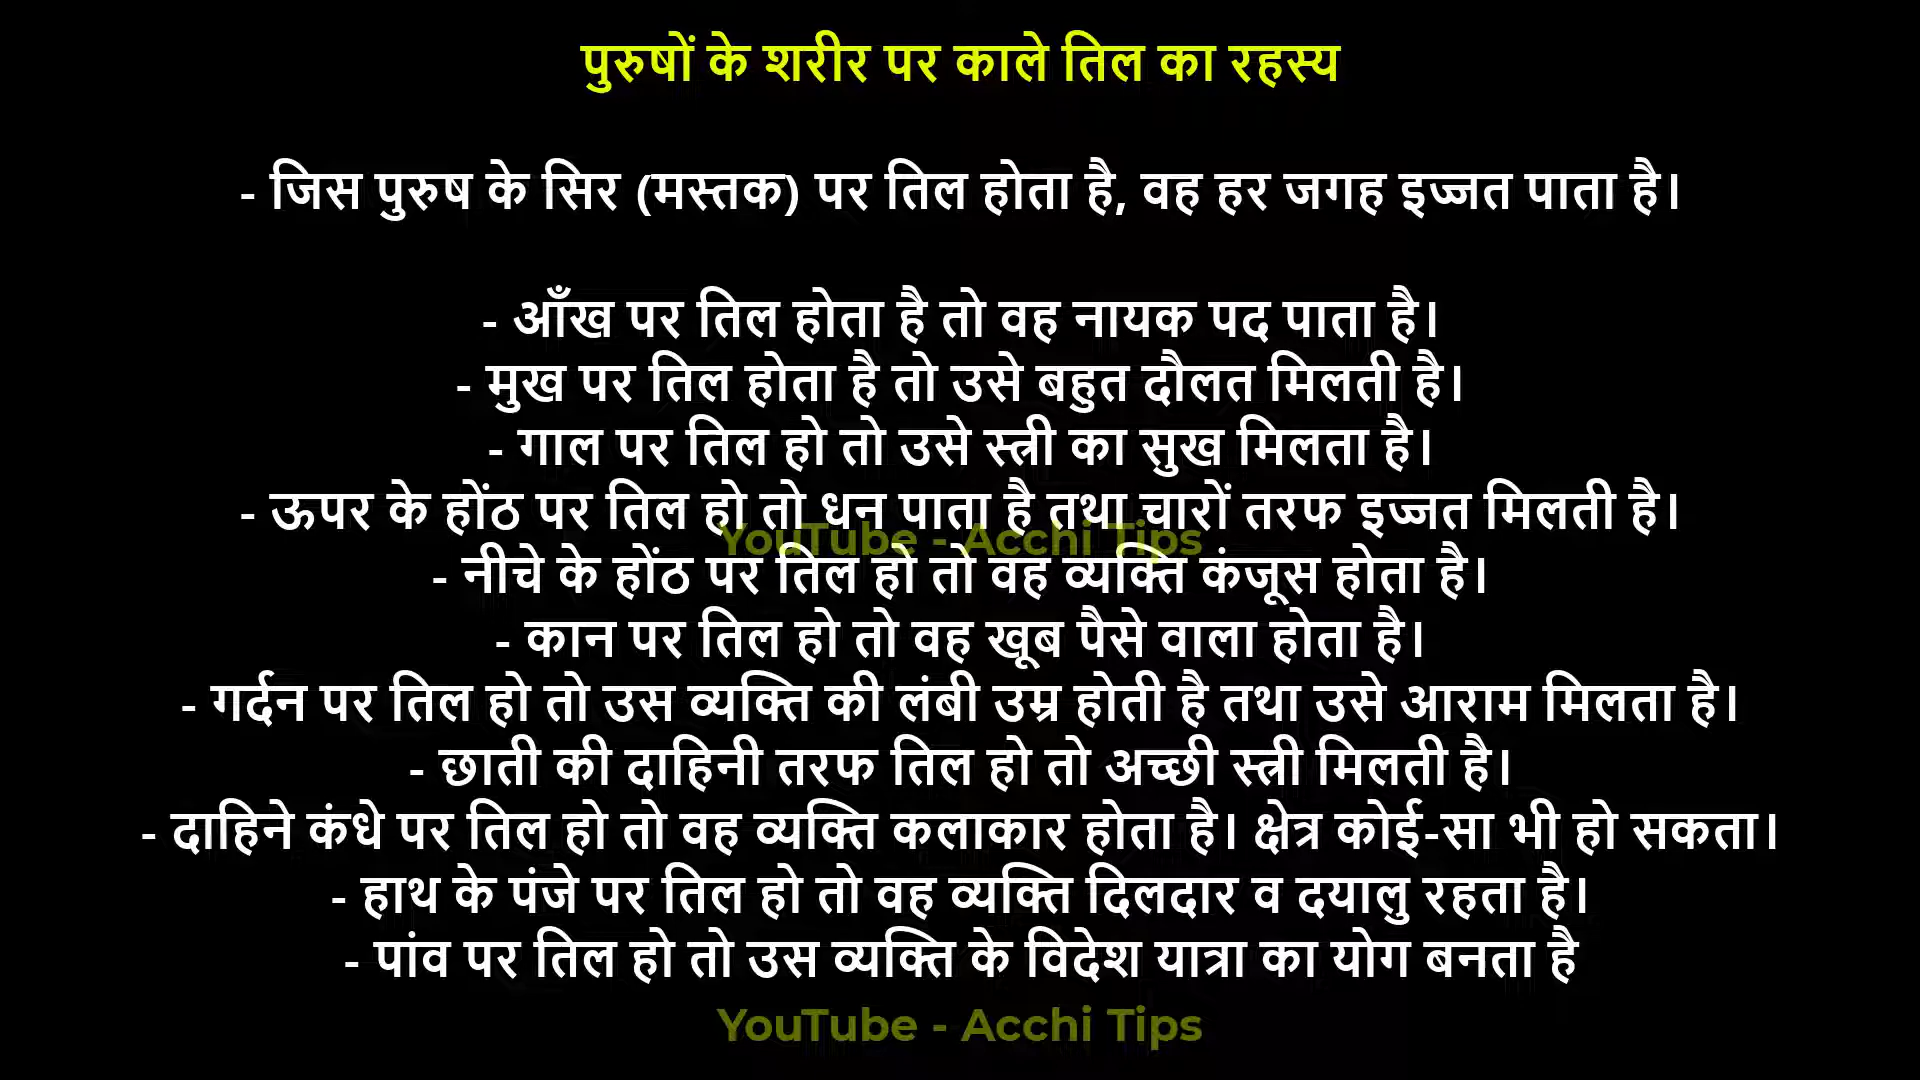 पुरुषों के शरीर पर काले तिल का रहस्य
- जिस पुरुष के सिर (मस्तक) पर तिल होता है, वह हर जगह इज्जत पाता है।
- आँख पर तिल होता है तो वह नायक पद पाता है।
- मुख पर तिल होता है तो उसे बहुत दौलत मिलती है।
- गाल पर तिल हो तो उसे स्त्री का सुख मिलता है।
- ऊपर के होंठ पर तिल हो तो धन पाता है तथा चारों तरफ इज्जत मिलती है।
YouTube - Acchi Tips
- नीचे के होंठ पर तिल हो तो वह व्यक्ति कंजूस होता है।
- कान पर तिल हो तो वह खूब पैसे वाला होता है।
- गर्दन पर तिल हो तो उस व्यक्ति की लंबी उम्र होती है तथा उसे आराम मिलता है।
- छाती की दाहिनी तरफ तिल हो तो अच्छी स्त्री मिलती है।
- दाहिने कंधे पर तिल हो तो वह व्यक्ति कलाकार होता है। क्षेत्र कोई-सा भी हो सकता।
- हाथ के पंजे पर तिल हो तो वह व्यक्ति दिलदार व दयालु रहता है।
- पांव पर तिल हो तो उस व्यक्ति के विदेश यात्रा का योग बनता है
YouTube - Acchi Tips